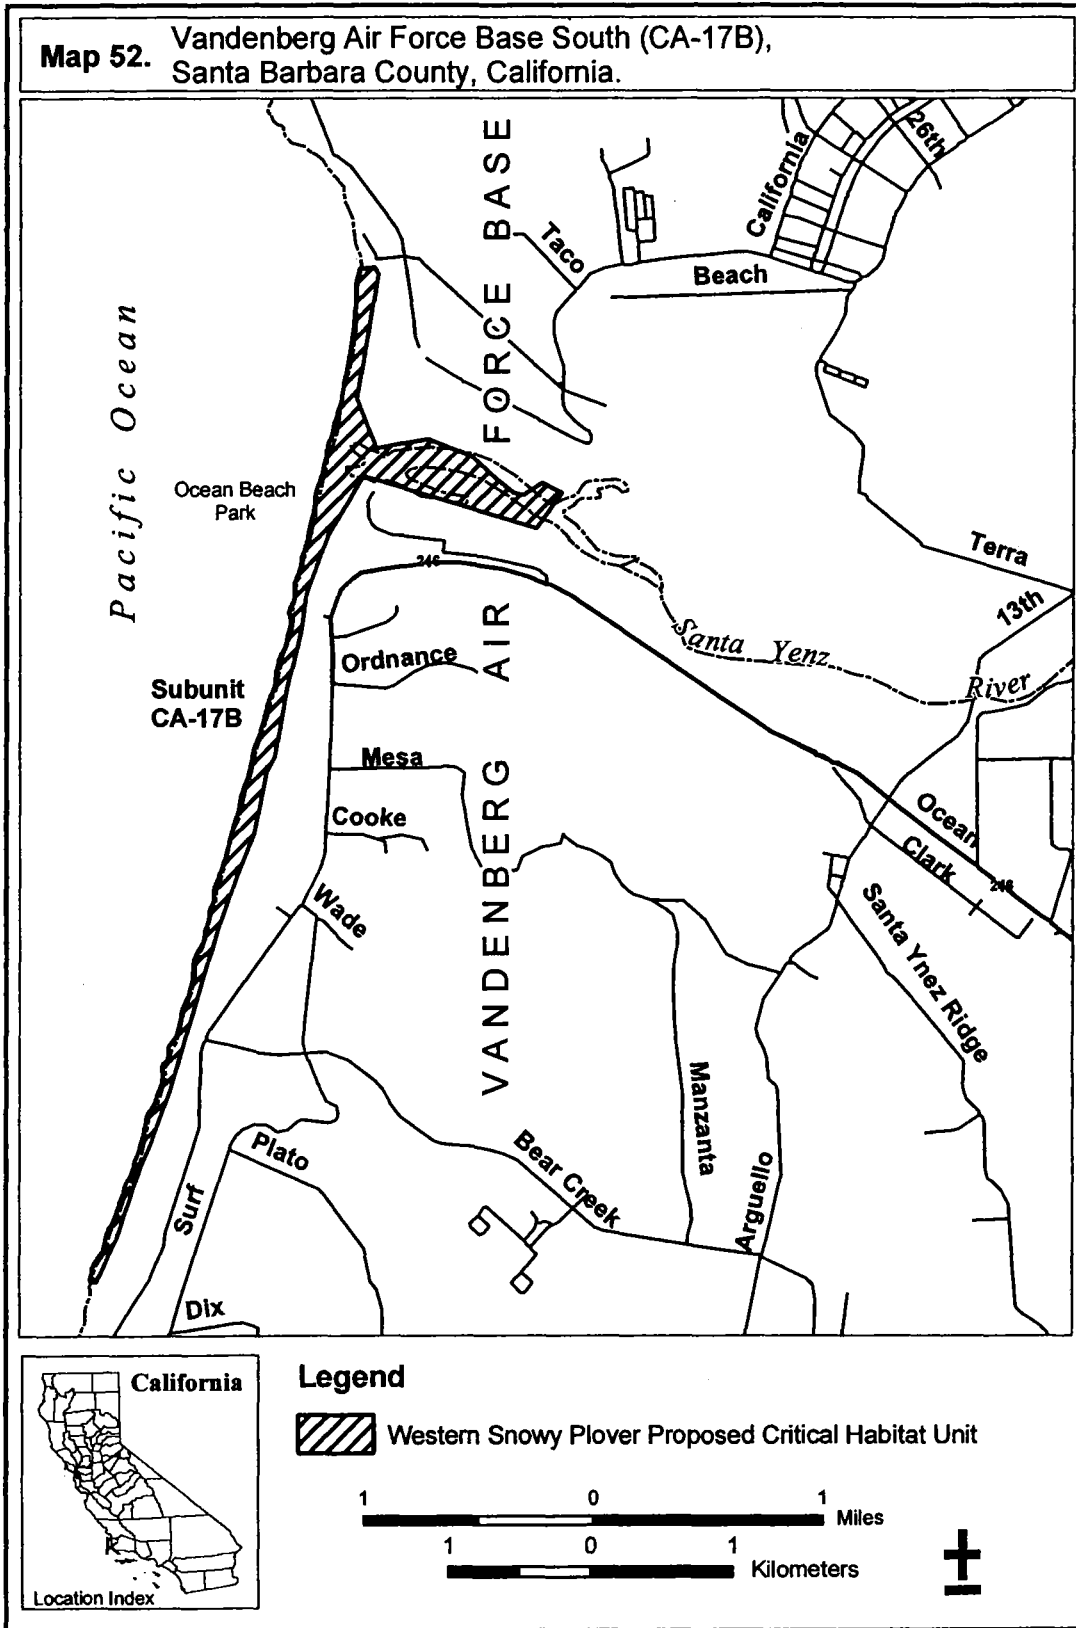 Map 52. Vandenberg Air Force Base South (CA-17B),
Santa Barbara County, California.
26th
California
Taco
Beach
Pacific Ocean
VANDENBERG AIR FORCE BASE
Ocean Beach
Park
246
Terra
13th
Santa Yenz River
Ordnance
Subunit
CA-17B
Mesa
Cooke
Ocean
Clark
246
Wade
Santa Ynez Ridge
Manzanta
Plato
Bear Creek
Arguello
Surf
Dix
California
Location Index
Legend
Western Snowy Plover Proposed Critical Habitat Unit
1 0 1
Miles
1 0 1
Kilometers